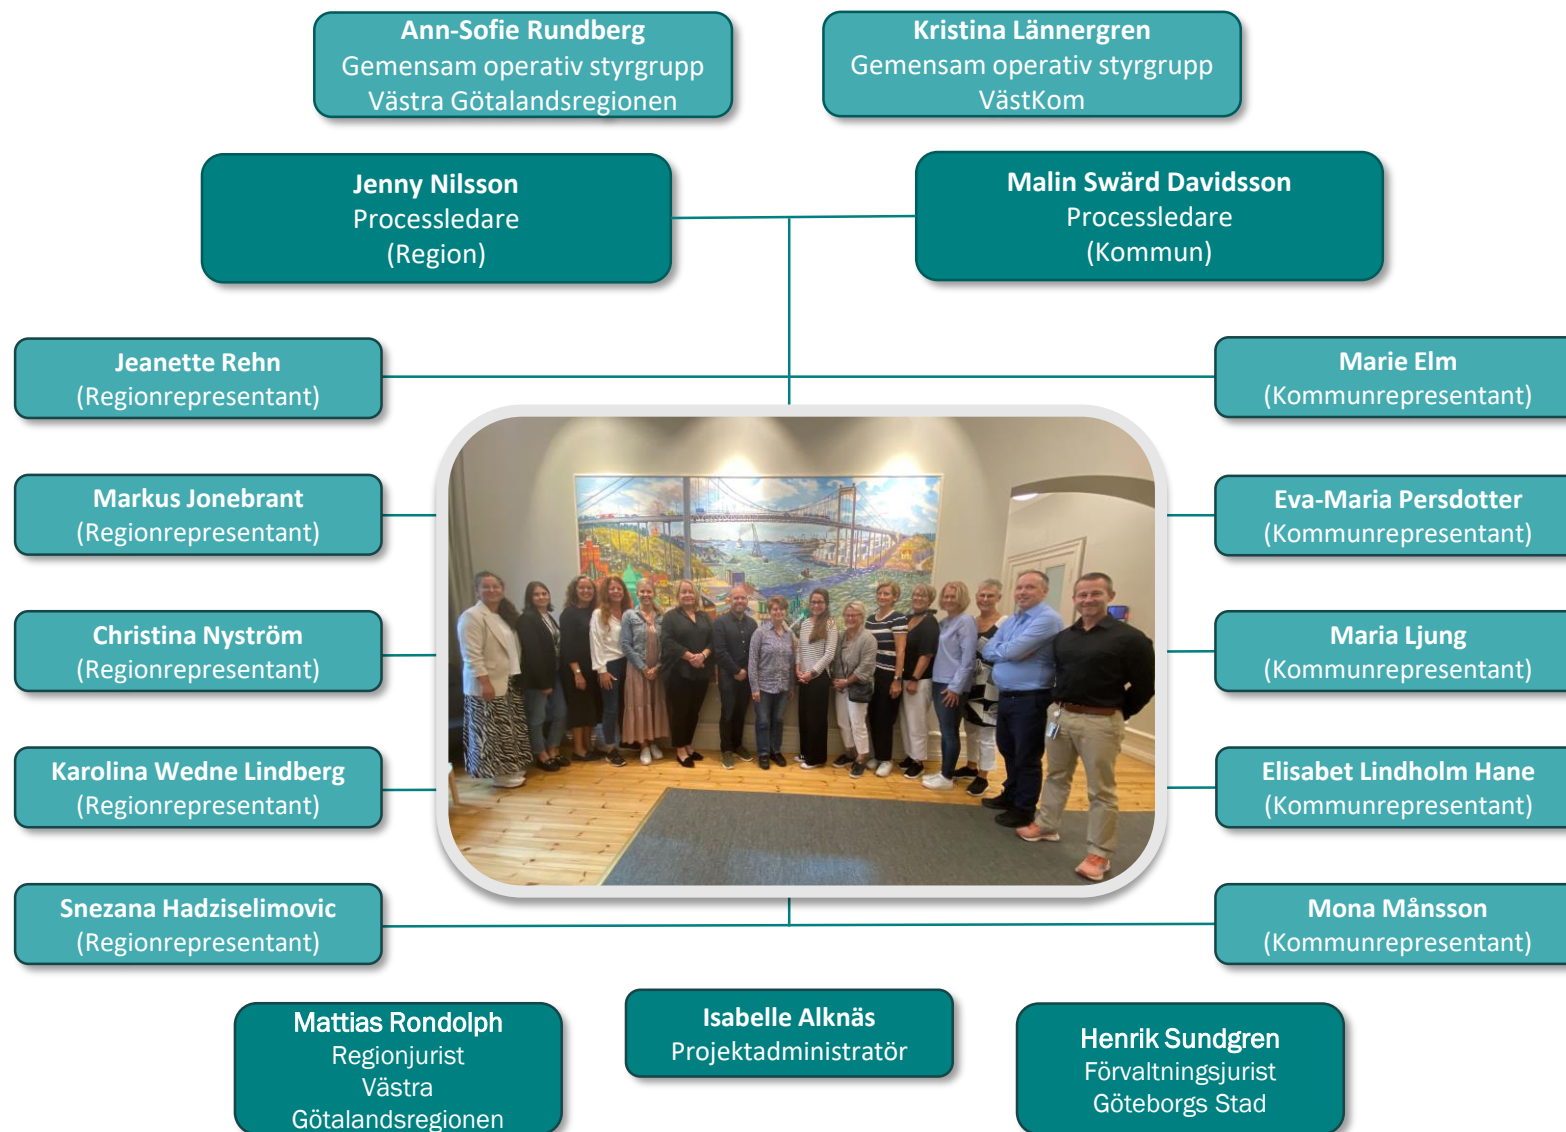 Ann-Sofie Rundberg
Gemensam operativ styrgrupp
Västra Götalandsregionen
Kristina Lännergren
Gemensam operativ styrgrupp
VästKom
Jenny Nilsson
Processledare
(Region)
Malin Swärd Davidsson
Processledare
(Kommun)
Jeanette Rehn
(Regionrepresentant)
Marie Elm
(Kommunrepresentant)
Markus Jonebrant
(Regionrepresentant)
Eva-Maria Persdotter
(Kommunrepresentant)
Christina Nyström
(Regionrepresentant)
Maria Ljung
(Kommunrepresentant)
Karolina Wedne Lindberg
(Regionrepresentant)
Elisabet Lindholm Hane
(Kommunrepresentant)
Snezana Hadziselimovic
(Regionrepresentant)
Mona Månsson
(Kommunrepresentant)
Mattias Rondolph
Regionjurist
Västra
Götalandsregionen
Isabelle Alknäs
Projektadministratör
Henrik Sundgren
Förvaltningsjurist
Göteborgs Stad